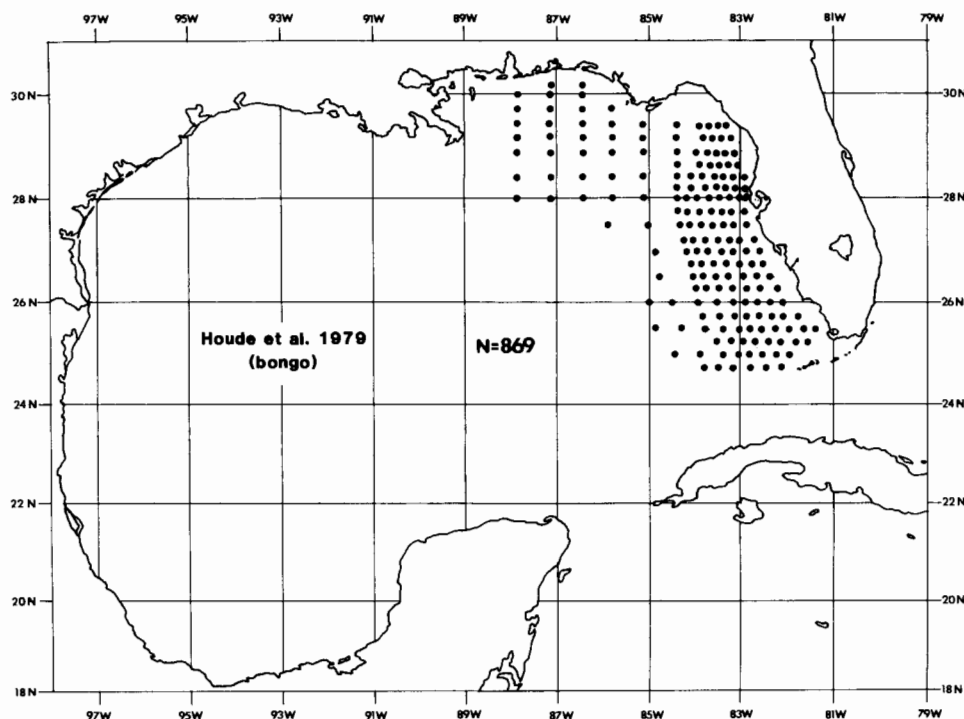 97W 95W 93W 91W 89W 87W 85W 83W 81W 79W
30N 30N
28N 28N
26N 26N
Houde et al. 1979
(bongo)
N=869
24N 24N
22N 22N
20N 20N
18N 18N
97W 95W 93W 91W 89W 87W 85W 83W 81W 79W